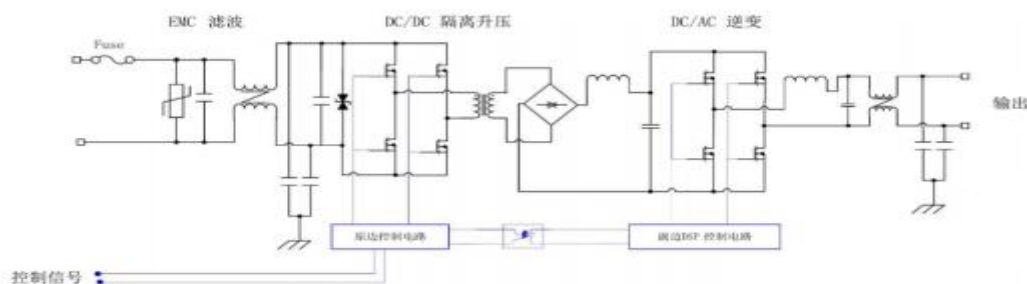 EMC 滤波
DC/DC 隔离升压
DC/AC 逆变
Fuse
输出
原边控制电路
副边DSP 控制电路
控制信号